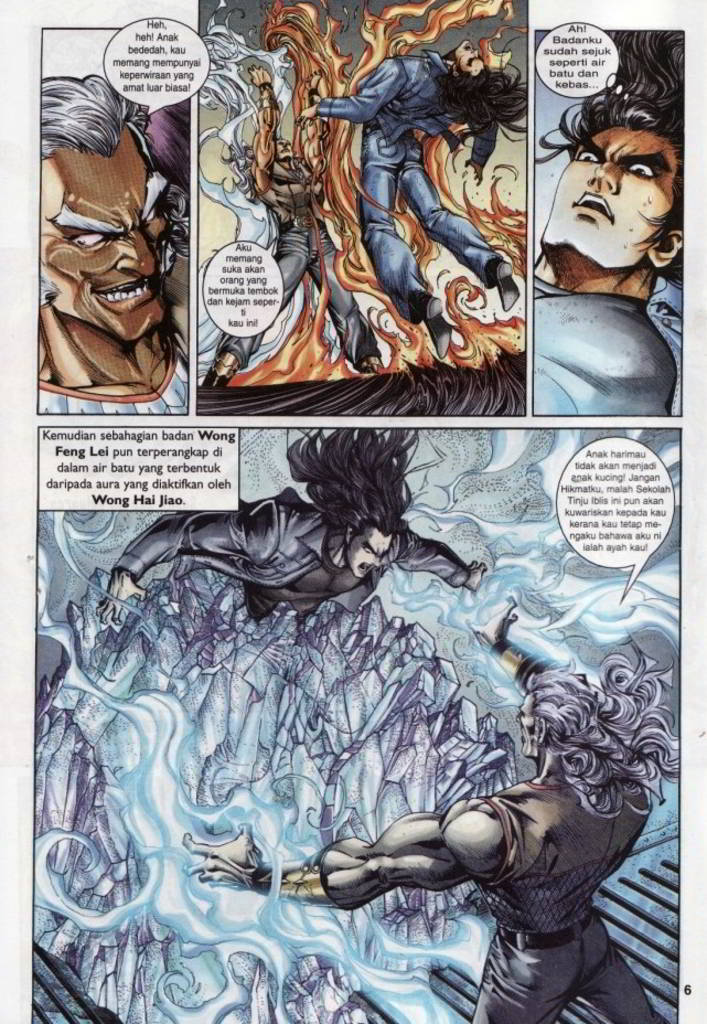 Heh,
heh! Anak
bededah, kau
memang mempunyai
keperwiraan yang
amat luar biasa!
Aku
memang
suka akan
orang yang
bermuka tembok
dan kejam seper-
ti kau ini!
Ah!
Badanku
sudah sejuk
seperti air
batu dan
kebas...
Kemudian sebahagian badan Wong
Feng Lei pun terperangkap di
dalam air batu yang terbentuk
daripada aura yang diaktifkan oleh
Wong Hai Jiao.
Anak harimau
tidak akan menjadi
anak kucing! Jangan
Hikmatku, malah Sekolah
Tinju Iblis ini pun akan
kuwariskan kepada kau
kerana kau tetap me-
ngaku bahawa aku ni
ialah ayah kau!
6